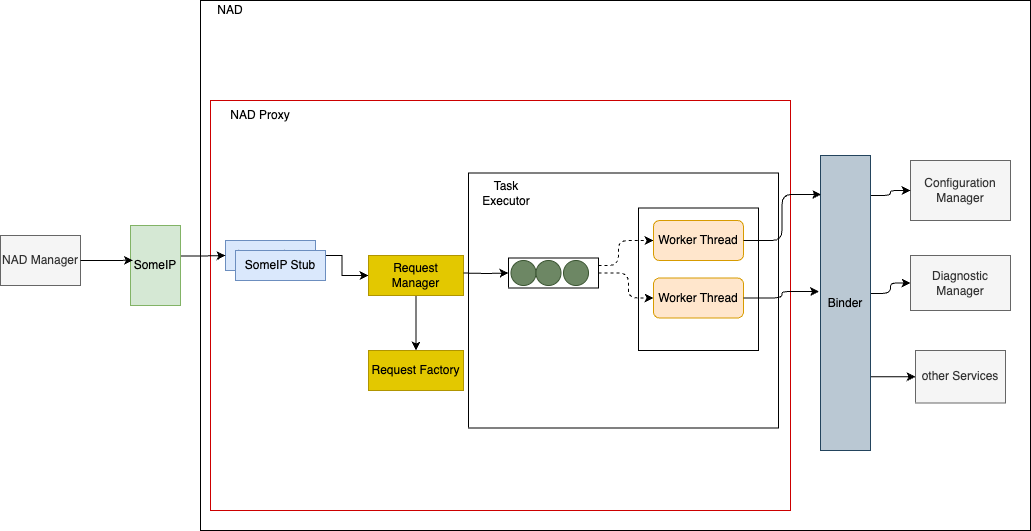 NAD
NAD Proxy
Task
Executor
NAD Manager
SomeIP
SomeIP Stub
Request
Manager
Request Factory
Worker Thread
Worker Thread
Binder
Configuration
Manager
Diagnostic
Manager
other Services